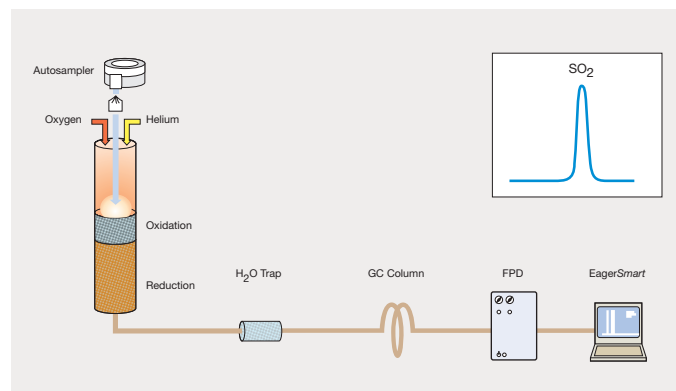 Autosampler
SO2
Oxygen
Helium
Oxidation
Reduction
H2O Trap
GC Column
FPD
EagerSmart